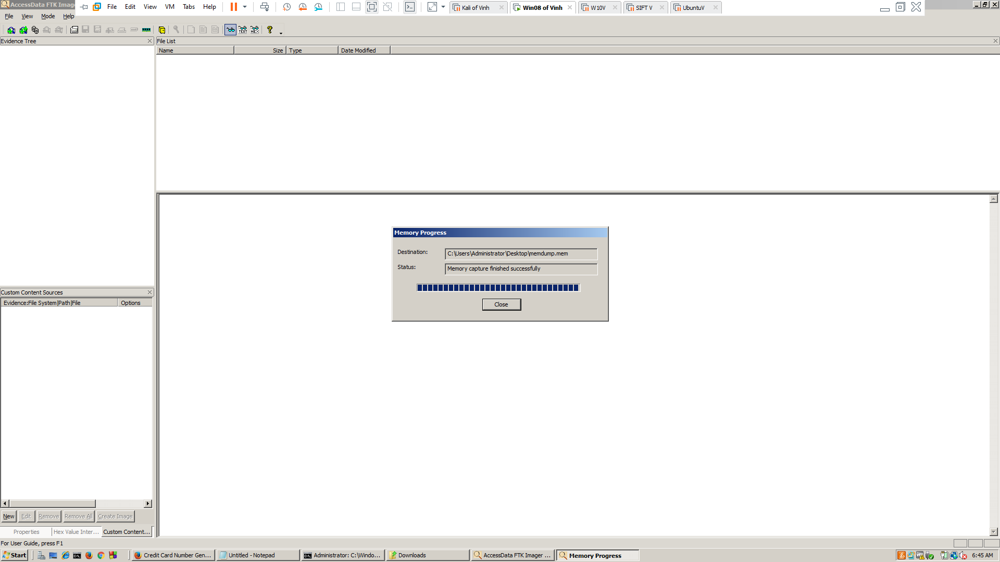 AccessData FTK Image
File Edit View VM Tabs Help
Kali of Vinh
Win08 of Vinh
W10V
SIFT V
UbuntuV
File View Mode Help
TEXT HEX
Evidence Tree
File List
Name Size Type Date Modified
Memory Progress
Destination: C:\Users\Administrator\Desktop\memdump.mem
Status: Memory capture finished successfully
Close
Custom Content Sources
Evidence:File System|Path|File Options
New Edit Remove Remove All Create Image
Properties Hex Value Inter... Custom Content...
For User Guide, press F1
Start
Credit Card Number Gen...
Untitled - Notepad
Administrator: C:\Windo...
Downloads
AccessData FTK Imager ...
Memory Progress
6:45 AM